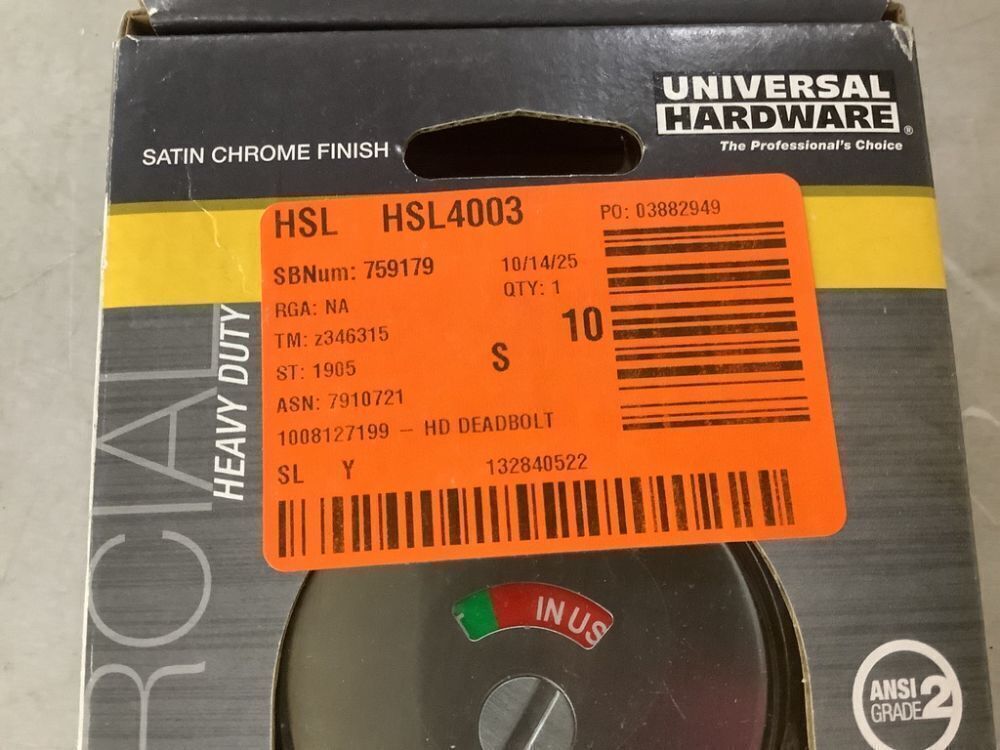 UNIVERSAL
HARDWARE®
The Professional's Choice
SATIN CHROME FINISH
HSL HSL4003
PO: 03882949
SBNum: 759179
10/14/25
RGA: NA
QTY: 1
TM: z346315
10
ST: 1905
S
ASN: 7910721
1008127199 - HD DEADBOLT
SL Y 132840522
HEAVY DUTY
RCIAL
IN US
ANSI 2
GRADE